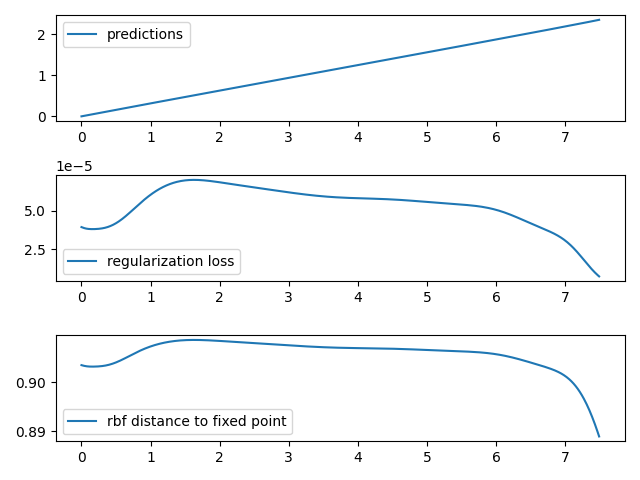 predictions
2
1
0
0 1 2 3 4 5 6 7
1e−5
5.0
2.5
regularization loss
0 1 2 3 4 5 6 7
0.90
rbf distance to fixed point
0.89
0 1 2 3 4 5 6 7